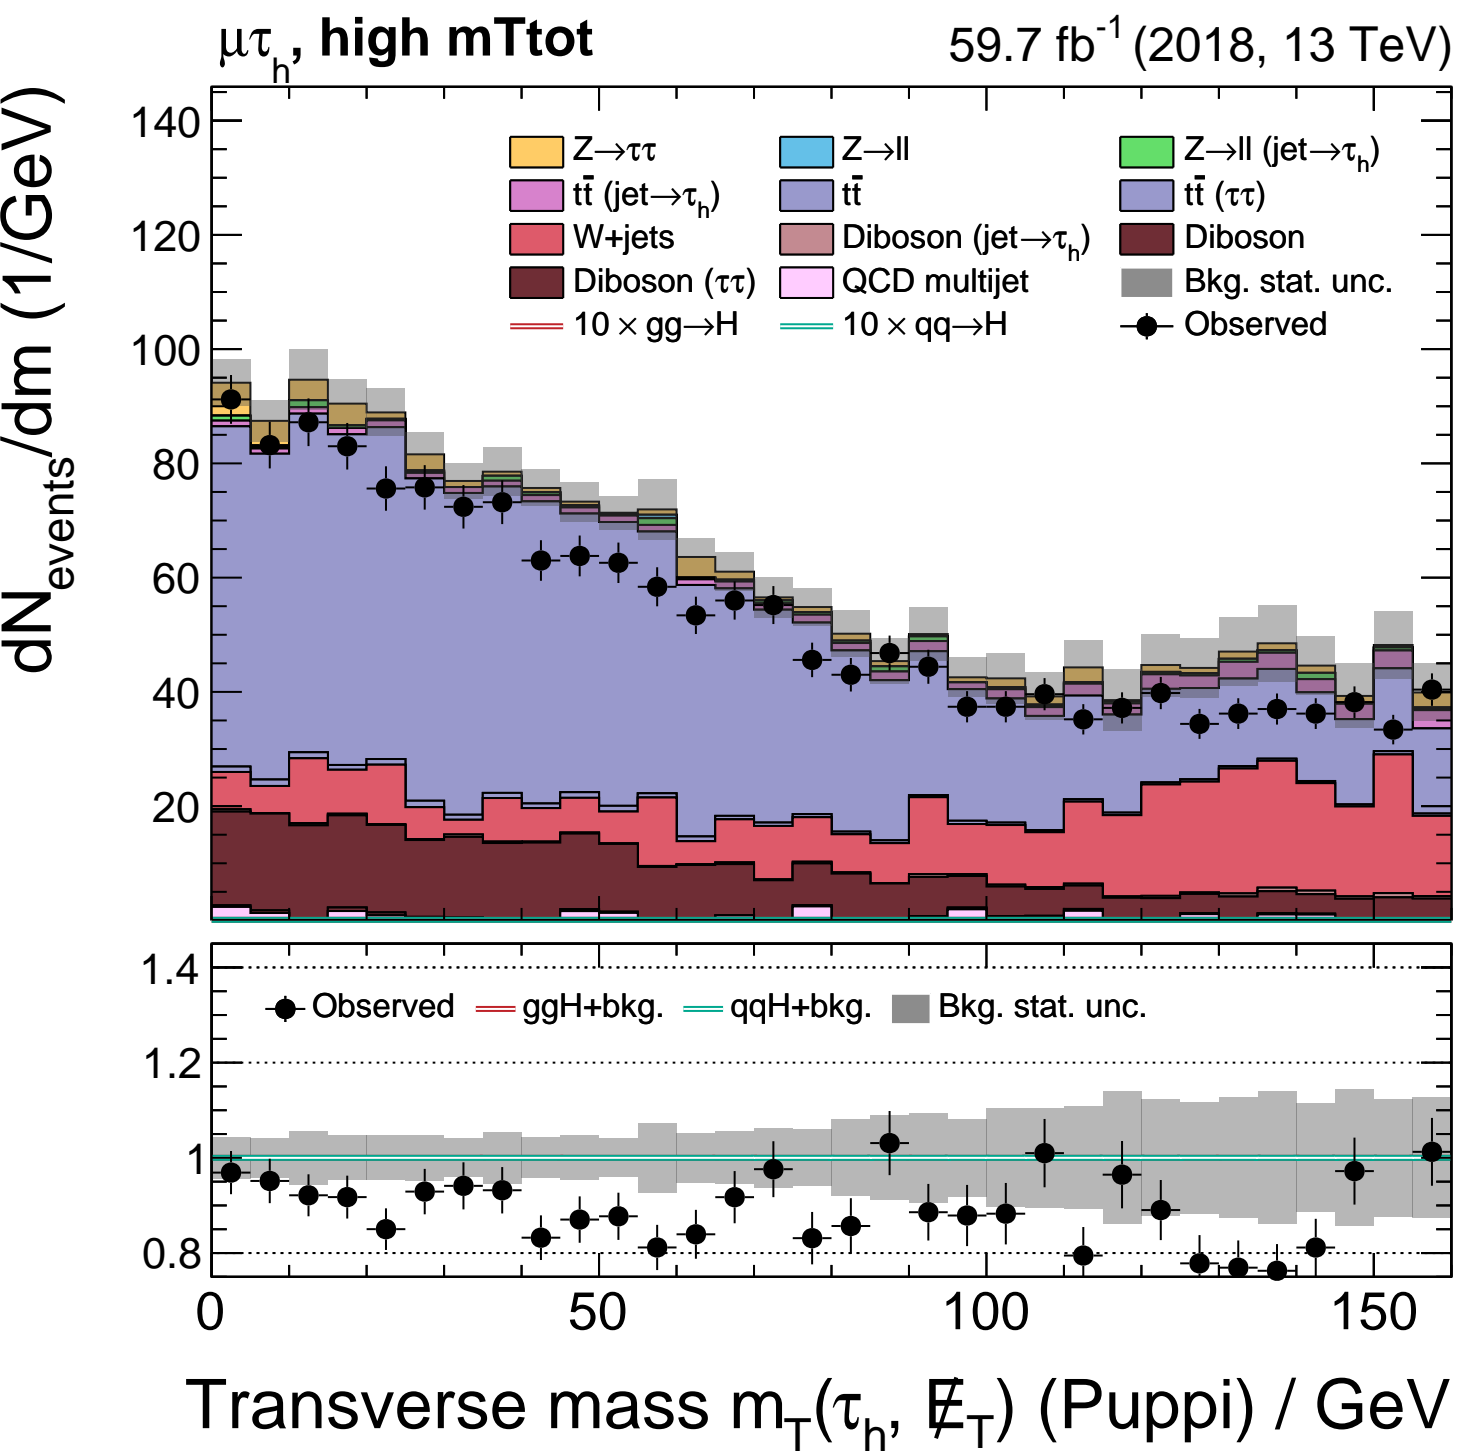 μτh, high mTtot 59.7 fb-1 (2018, 13 TeV)
dNevents/dm (1/GeV)
140
120
100
80
60
40
20
Z→ττ Z→ll Z→ll (jet→τh)
tt̄ (jet→τh) tt̄ tt̄ (ττ)
W+jets Diboson (jet→τh) Diboson
Diboson (ττ) QCD multijet Bkg. stat. unc.
10 × gg→H 10 × qq→H Observed
1.4
1.2
1
0.8
Observed ggH+bkg. qqH+bkg. Bkg. stat. unc.
0 50 100 150
Transverse mass mT(τh, E̸T) (Puppi) / GeV